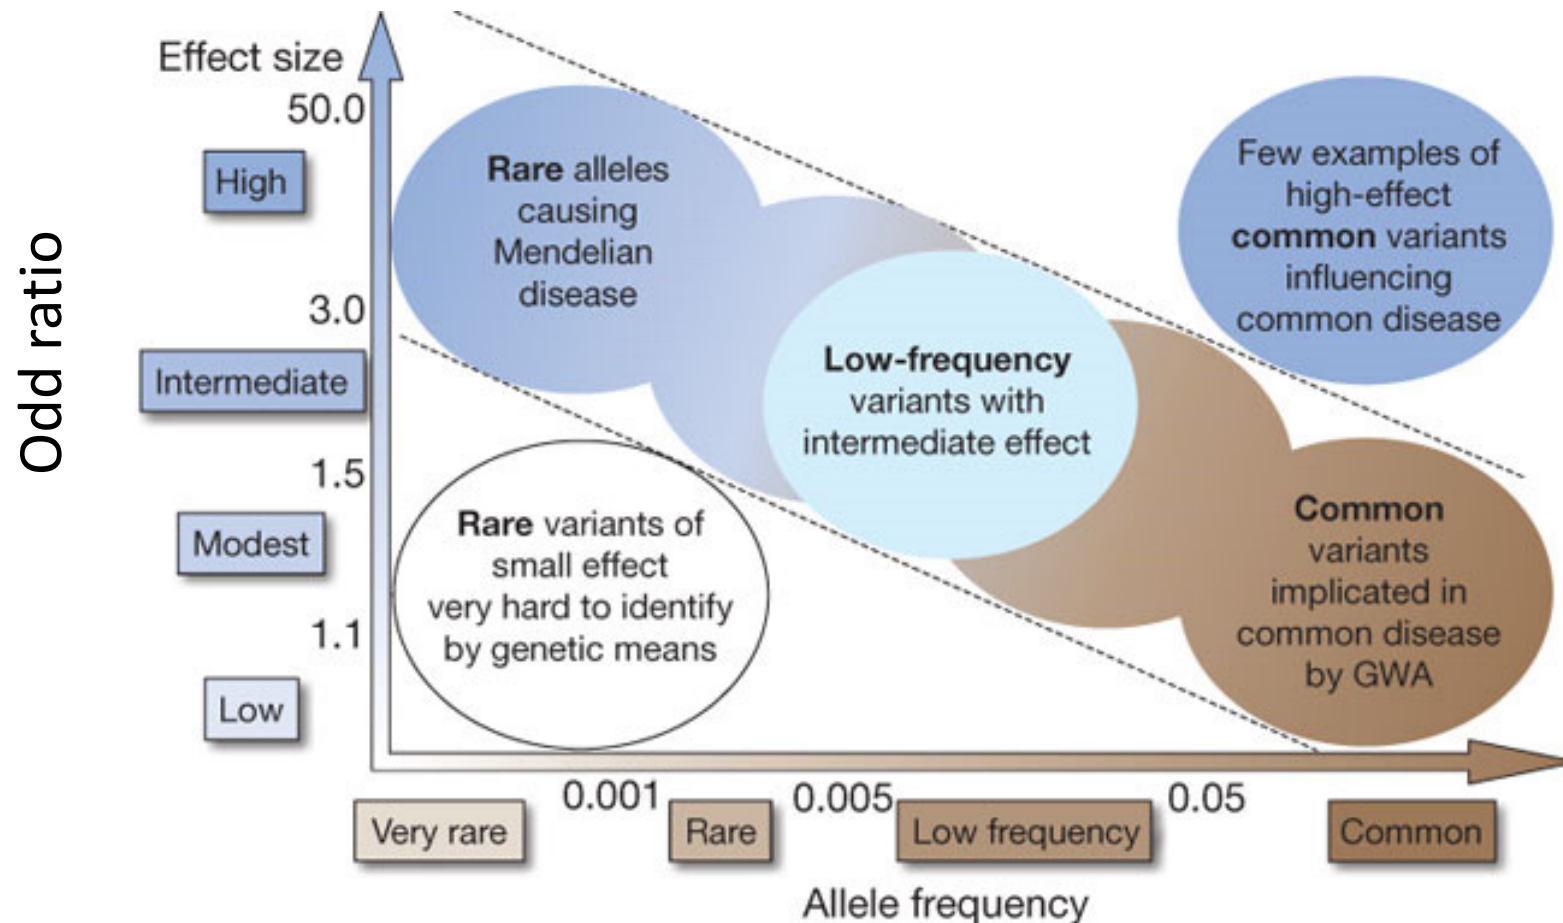 Effect size
50.0
High
3.0
Intermediate
1.5
Modest
1.1
Low
Odd ratio
Rare alleles
causing
Mendelian
disease
Few examples of
high-effect
common variants
influencing
common disease
Low-frequency
variants with
intermediate effect
Rare variants of
small effect
very hard to identify
by genetic means
Common
variants
implicated in
common disease
by GWA
0.001
0.005
0.05
Very rare
Rare
Low frequency
Common
Allele frequency